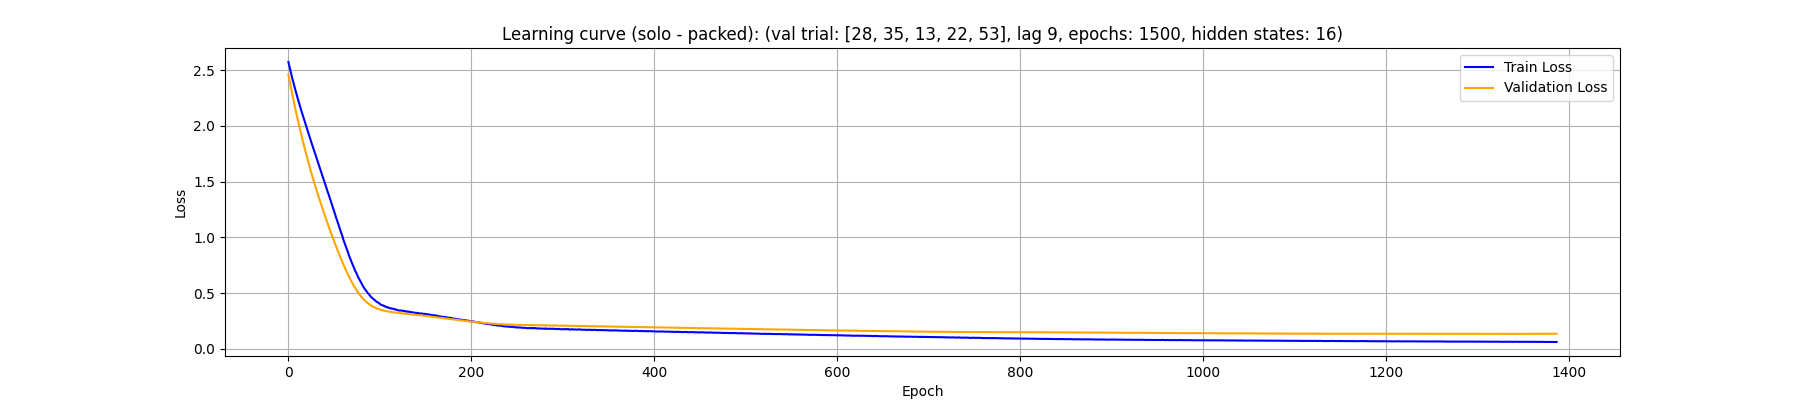 Learning curve (solo - packed): (val trial: [28, 35, 13, 22, 53], lag 9, epochs: 1500, hidden states: 16)
Train Loss
Validation Loss
Loss
2.5
2.0
1.5
1.0
0.5
0.0
0 200 400 600 800 1000 1200 1400
Epoch